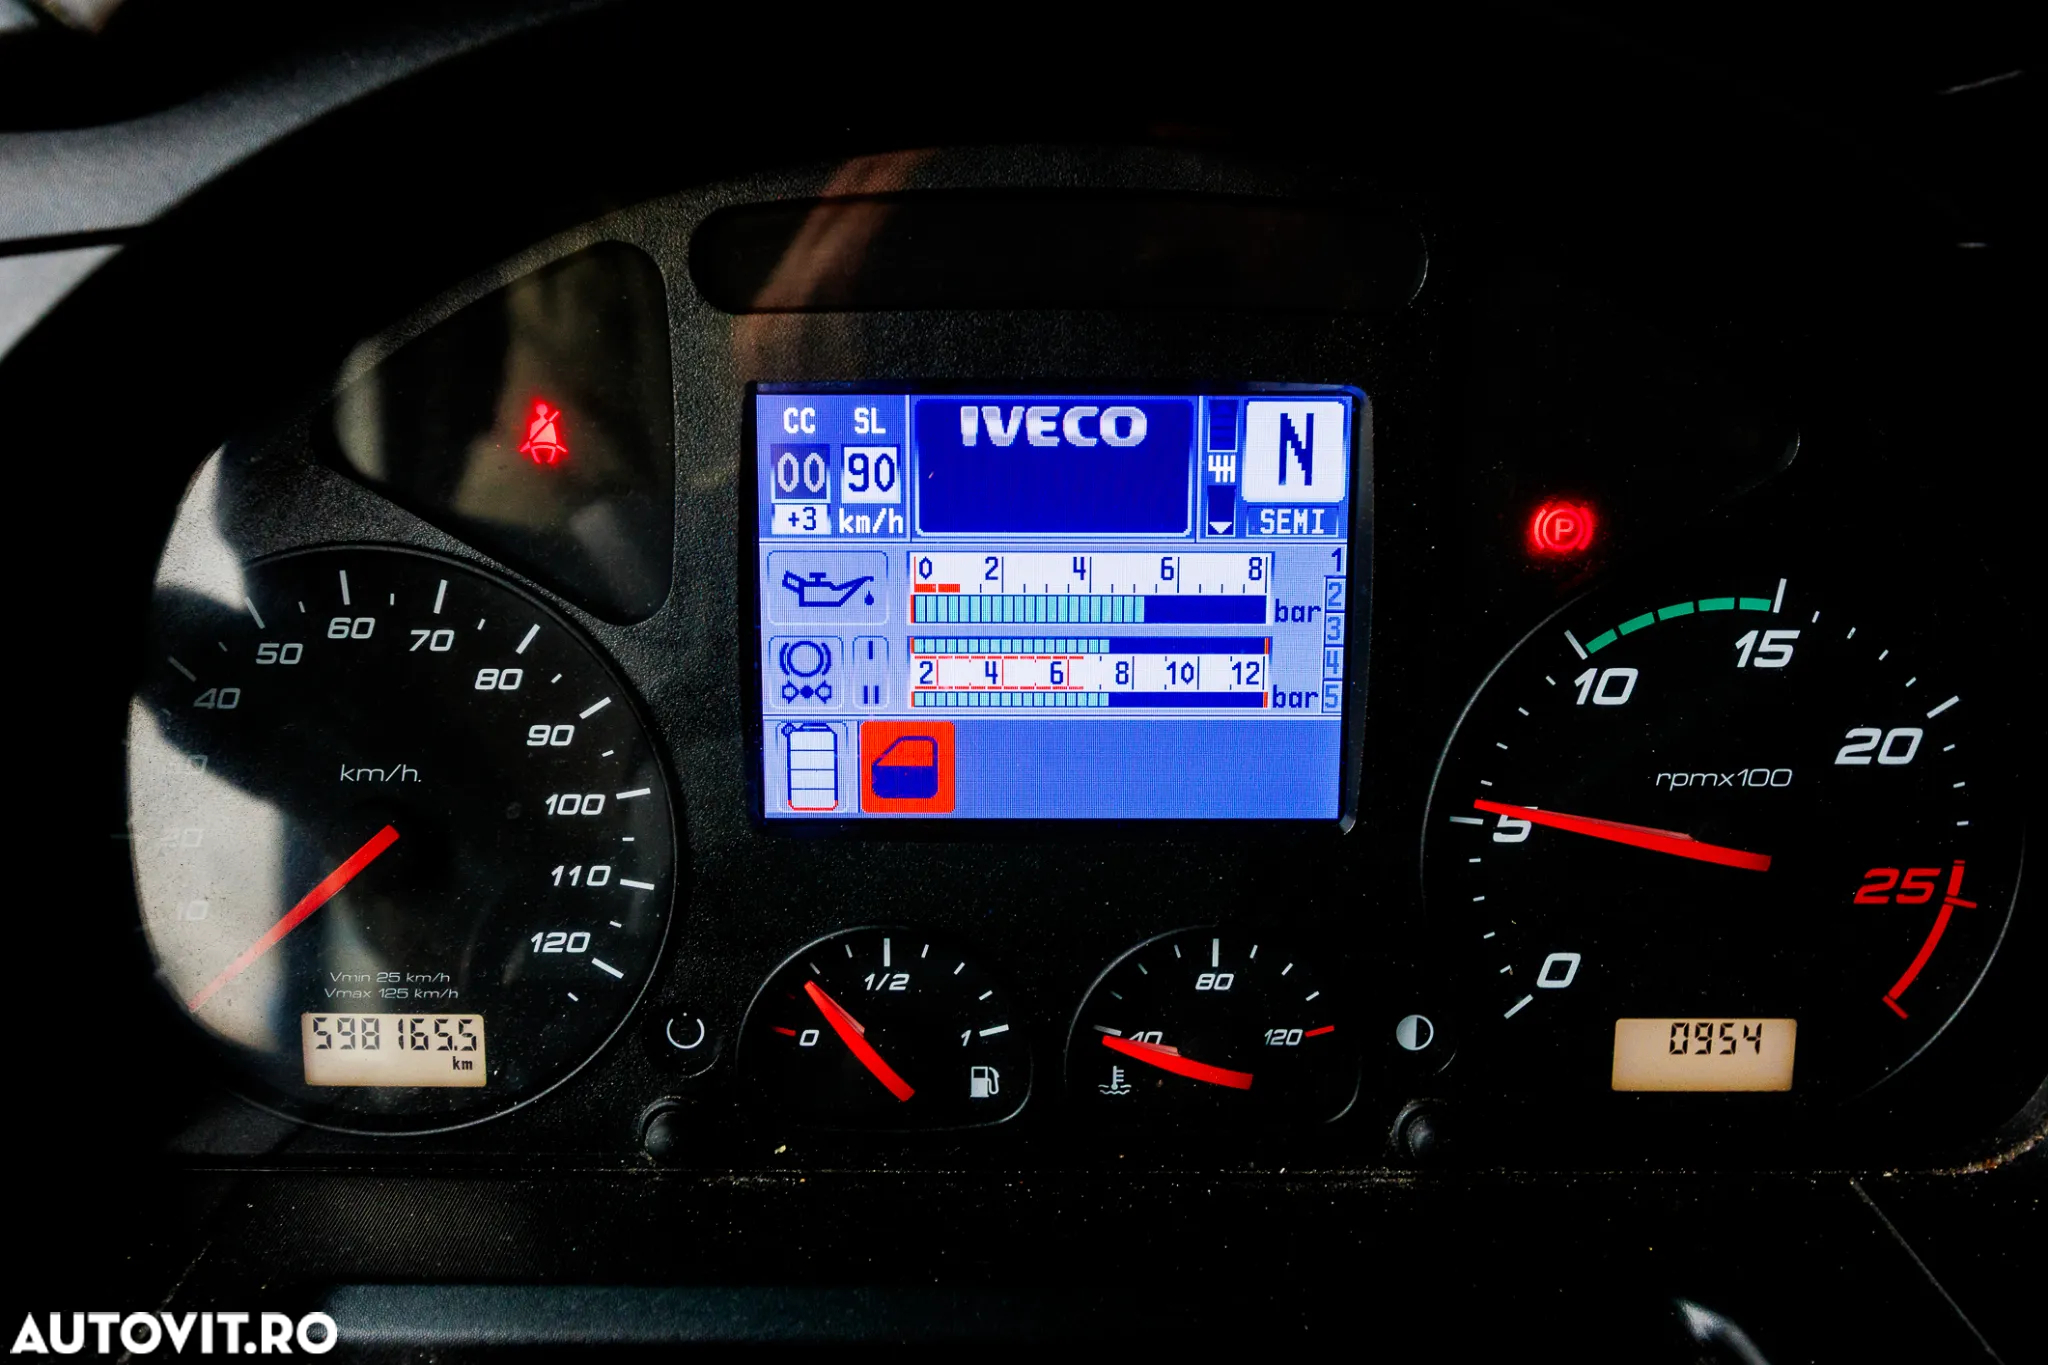 CC SL
00 90
+3 km/h
IVECO
4H
N
SEMI
0 2 4 6 8
bar
1
2
3
4
5
I
II
2 4 6 8 10 12
bar
10
20
40
50
60
70
80
90
100
110
120
km/h.
Vmin 25 km/h
Vmax 125 km/h
598165.5
km
0 1/2 1
40 80 120
P
0
5
10
15
20
25
rpmx100
0954
AUTOVIT.RO